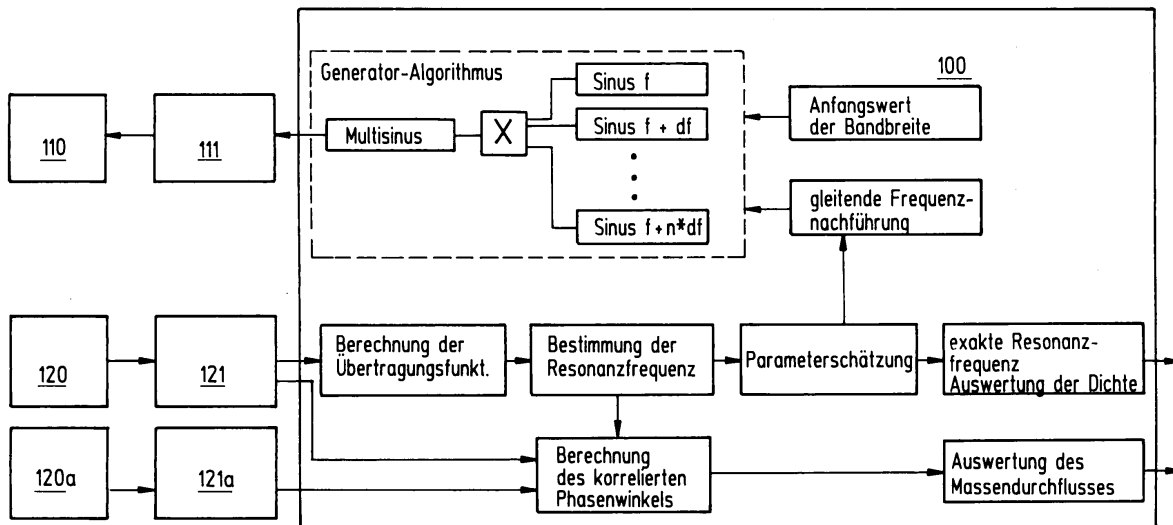 Generator-Algorithmus
100
Sinus f
Anfangswert
der Bandbreite
110
111
Multisinus
X
Sinus f + df
gleitende Frequenz-
nachführung
Sinus f+n*df
120
121
Berechnung der
Übertragungsfunkt.
Bestimmung der
Resonanzfrequenz
Parameterschätzung
exakte Resonanz-
frequenz
Auswertung der Dichte
120a
121a
Berechnung
des korrelierten
Phasenwinkels
Auswertung des
Massendurchflusses